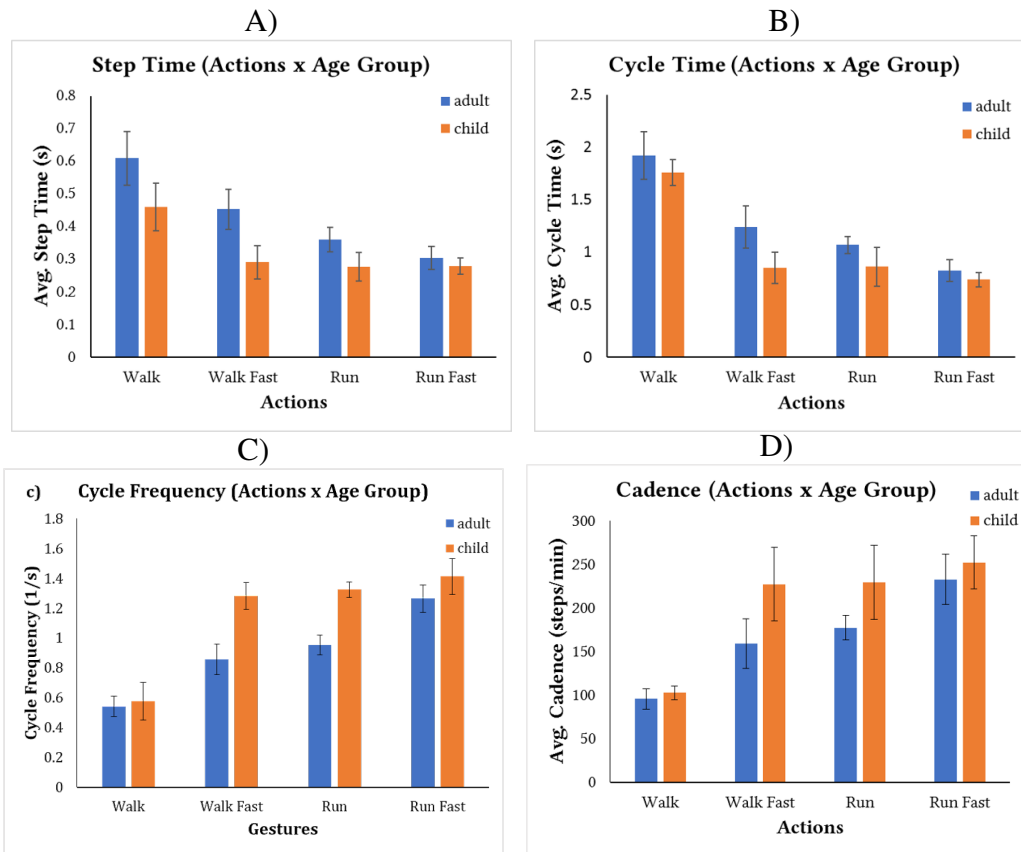 A)
Step Time (Actions x Age Group)
adult
child
Avg. Step Time (s)
0.8
0.7
0.6
0.5
0.4
0.3
0.2
0.1
0
Walk Walk Fast Run Run Fast
Actions
B)
Cycle Time (Actions x Age Group)
adult
child
Avg. Cycle Time (s)
2.5
2
1.5
1
0.5
0
Walk Walk Fast Run Run Fast
Actions
C)
c) Cycle Frequency (Actions x Age Group)
adult
child
Cycle Frequency (1/s)
1.8
1.6
1.4
1.2
1
0.8
0.6
0.4
0.2
0
Walk Walk Fast Run Run Fast
Gestures
D)
Cadence (Actions x Age Group)
adult
child
Avg. Cadence (steps/min)
300
250
200
150
100
50
0
Walk Walk Fast Run Run Fast
Actions